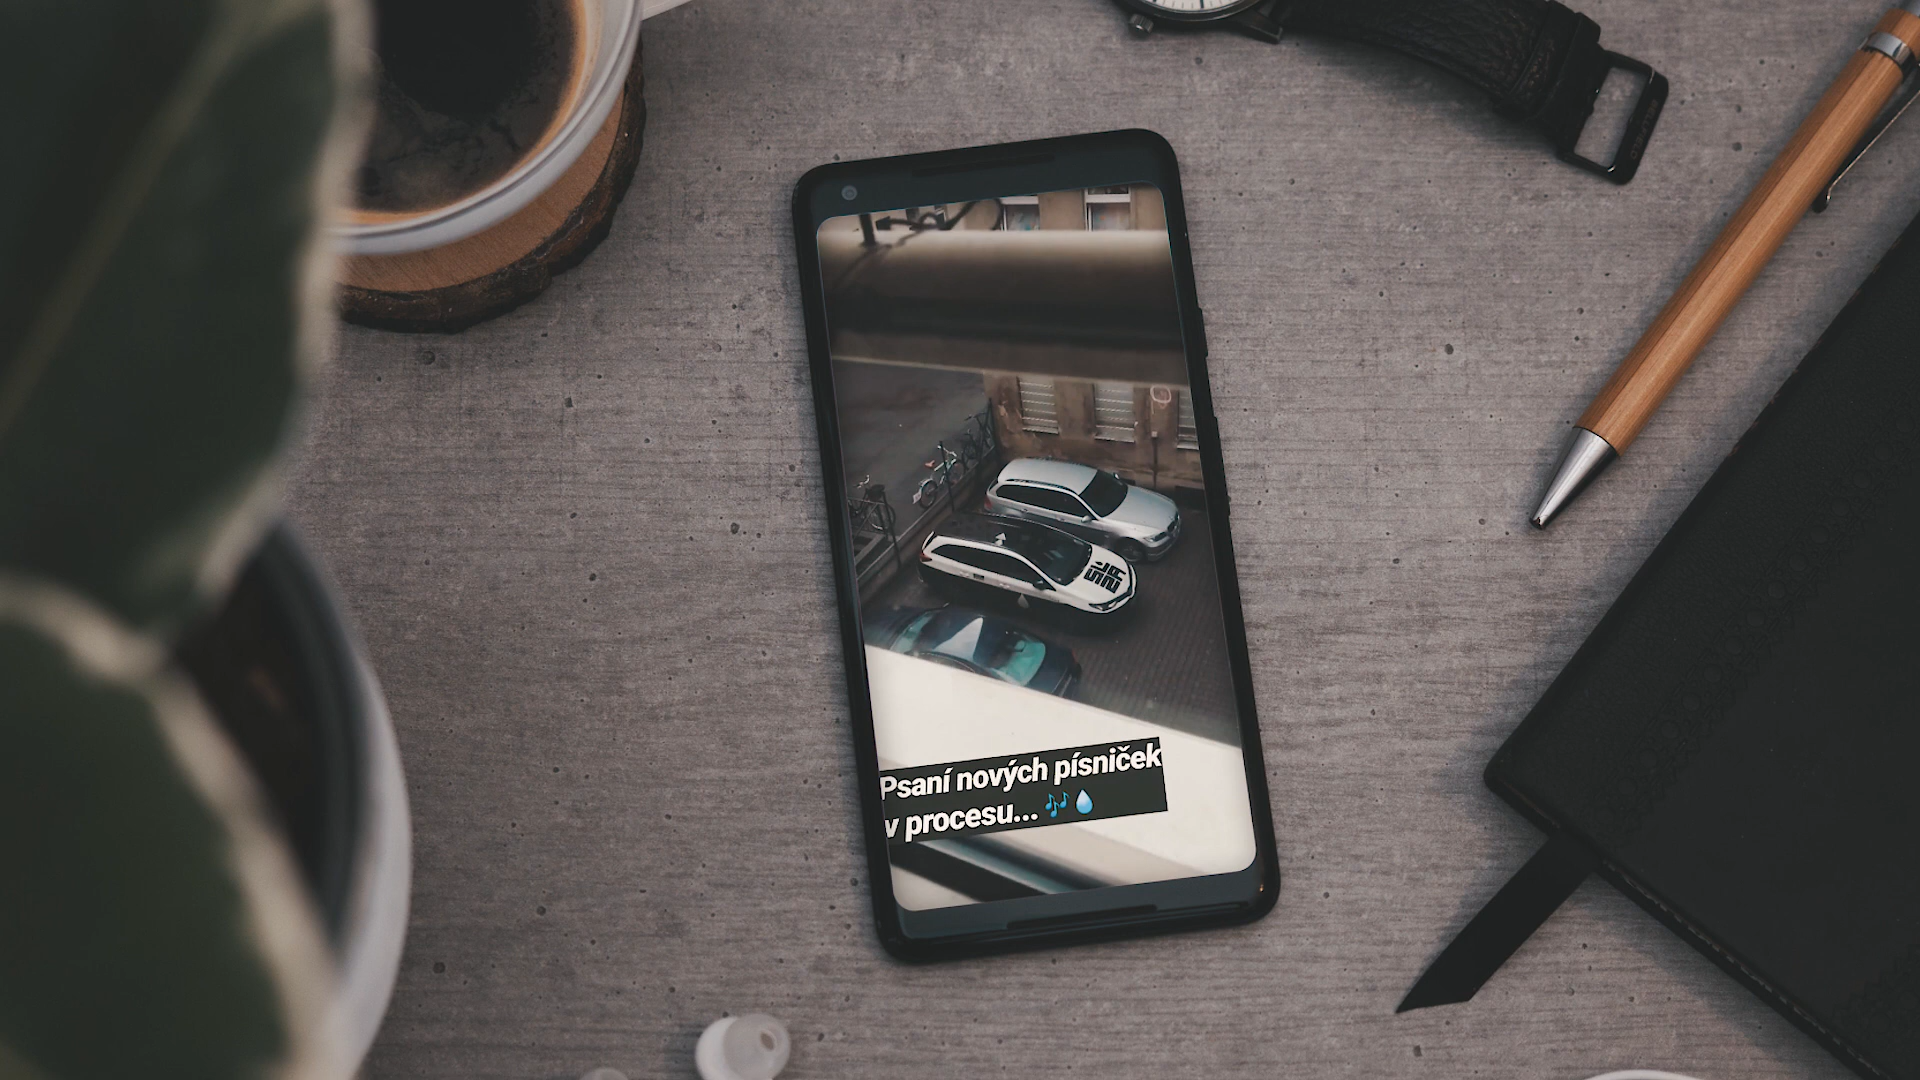 Psaní nových písniček
v procesu... 🎶💧